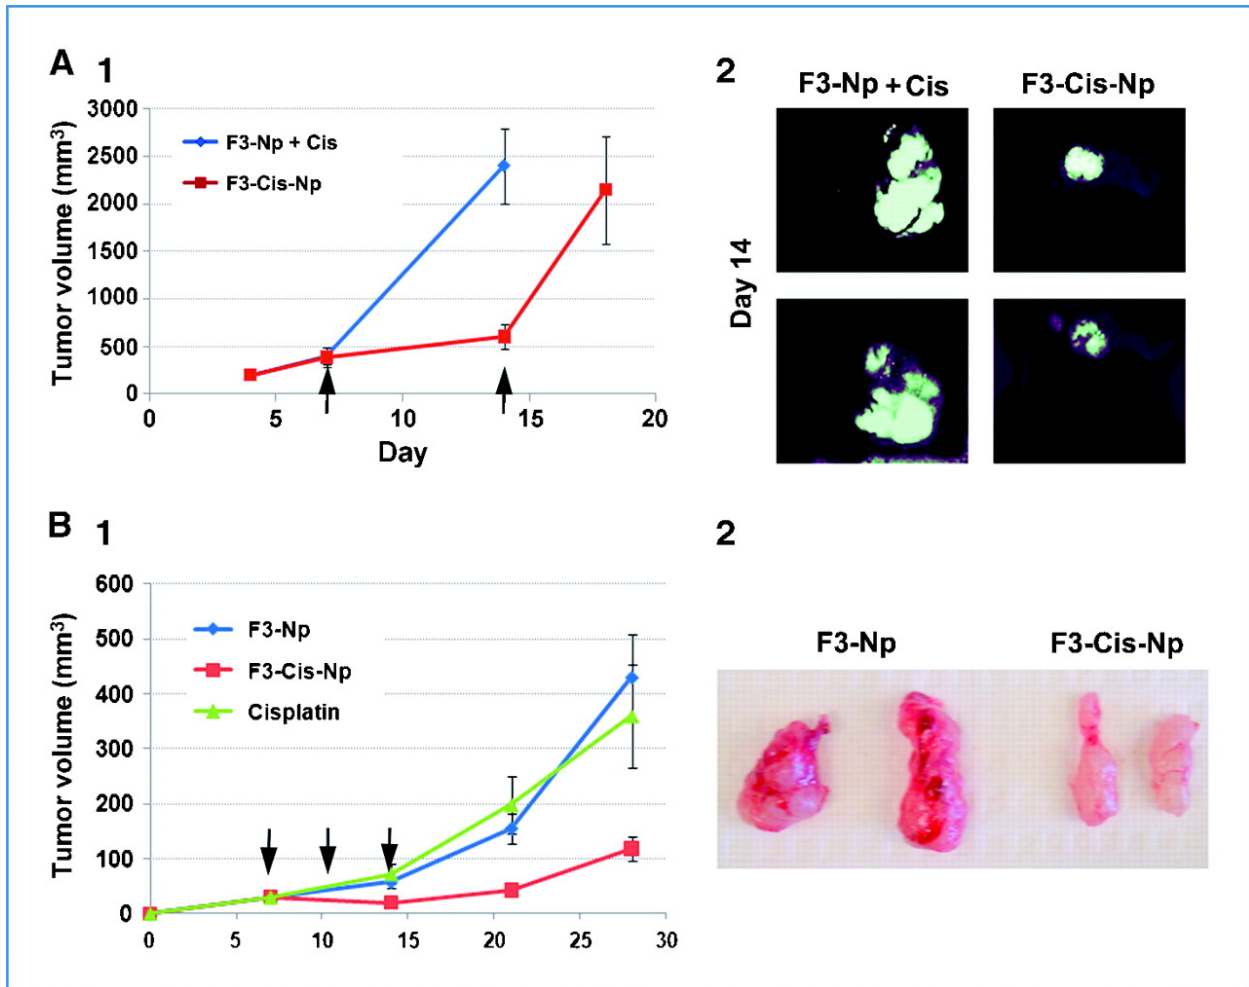 A 1
3000
2500
2000
1500
1000
500
0
Tumor volume (mm³)
F3-Np + Cis
F3-Cis-Np
0 5 10 15 20
Day
2
F3-Np + Cis F3-Cis-Np
Day 14
B 1
600
500
400
300
200
100
0
Tumor volume (mm³)
F3-Np
F3-Cis-Np
Cisplatin
0 5 10 15 20 25 30
2
F3-Np F3-Cis-Np